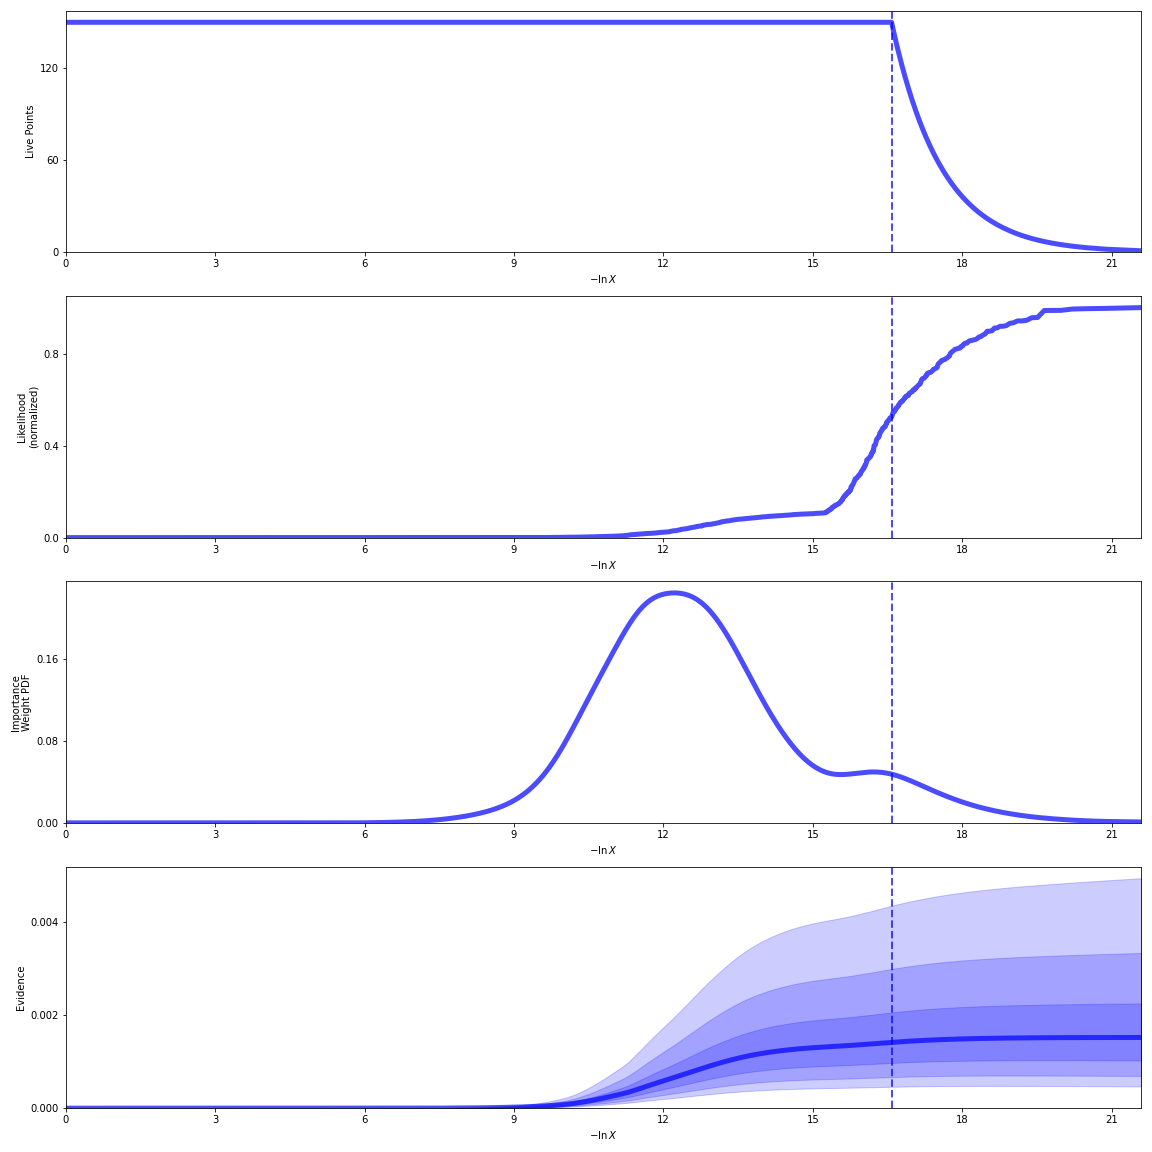 120
60
0
Live Points
0 3 6 9 12 15 18 21
−ln X
0.8
0.4
0.0
Likelihood
(normalized)
0 3 6 9 12 15 18 21
−ln X
0.16
0.08
0.00
Importance
Weight PDF
0 3 6 9 12 15 18 21
−ln X
0.004
0.002
0.000
Evidence
0 3 6 9 12 15 18 21
−ln X